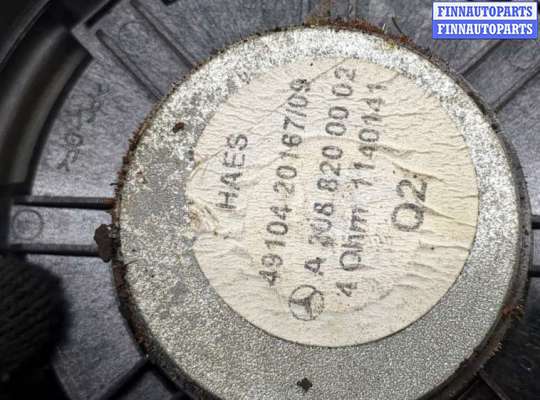 FINNAUTOPARTS
FINNAUTOPARTS
HAES
49104 20167/09
A 208 820 00 02
4 Ohm 1140141
Q2